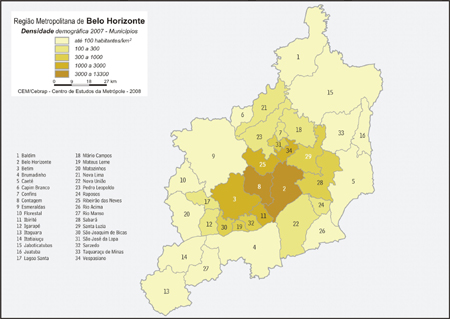 Região Metropolitana de Belo Horizonte
Densidade demográfica 2007 - Municípios
até 100 habitantes/km²
100 a 300
300 a 1000
1000 a 3000
3000 a 13300
0 9 18 27 km
CEM/Cebrap - Centro de Estudos da Metrópole - 2008
1 Baldim
2 Belo Horizonte
3 Betim
4 Brumadinho
5 Caeté
6 Capim Branco
7 Confins
8 Contagem
9 Esmeraldas
10 Florestal
11 Ibirité
12 Igarapé
13 Itaguara
14 Itatiaiuçu
15 Jaboticatubas
16 Juatuba
17 Lagoa Santa
18 Mário Campos
19 Mateus Leme
20 Matozinhos
21 Nova Lima
22 Nova União
23 Pedro Leopoldo
24 Raposos
25 Ribeirão das Neves
26 Rio Acima
27 Rio Manso
28 Sabará
29 Santa Luzia
30 São Joaquim de Bicas
31 São José da Lapa
32 Sarzedo
33 Taquaraçu de Minas
34 Vespasiano
1
15
21
6
23
7
18
33
16
31
34
9
25
29
10
8
2
28
5
17
3
20
24
12
30
19
32
11
22
26
4
14
27
13